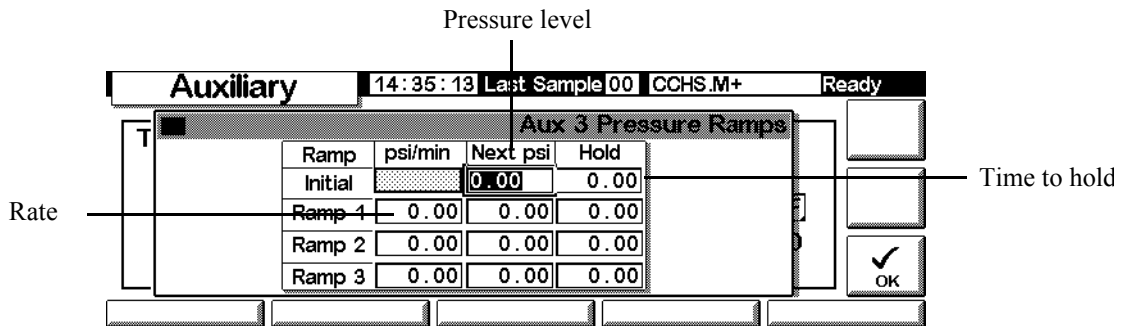 Pressure level
Auxiliary 14:35:13 Last Sample 00 CCHS.M+ Ready
T Aux 3 Pressure Ramps
Ramp psi/min Next psi Hold
Initial 0.00 0.00
Time to hold
Rate
Ramp 1 0.00 0.00 0.00
Ramp 2 0.00 0.00 0.00
Ramp 3 0.00 0.00 0.00
OK